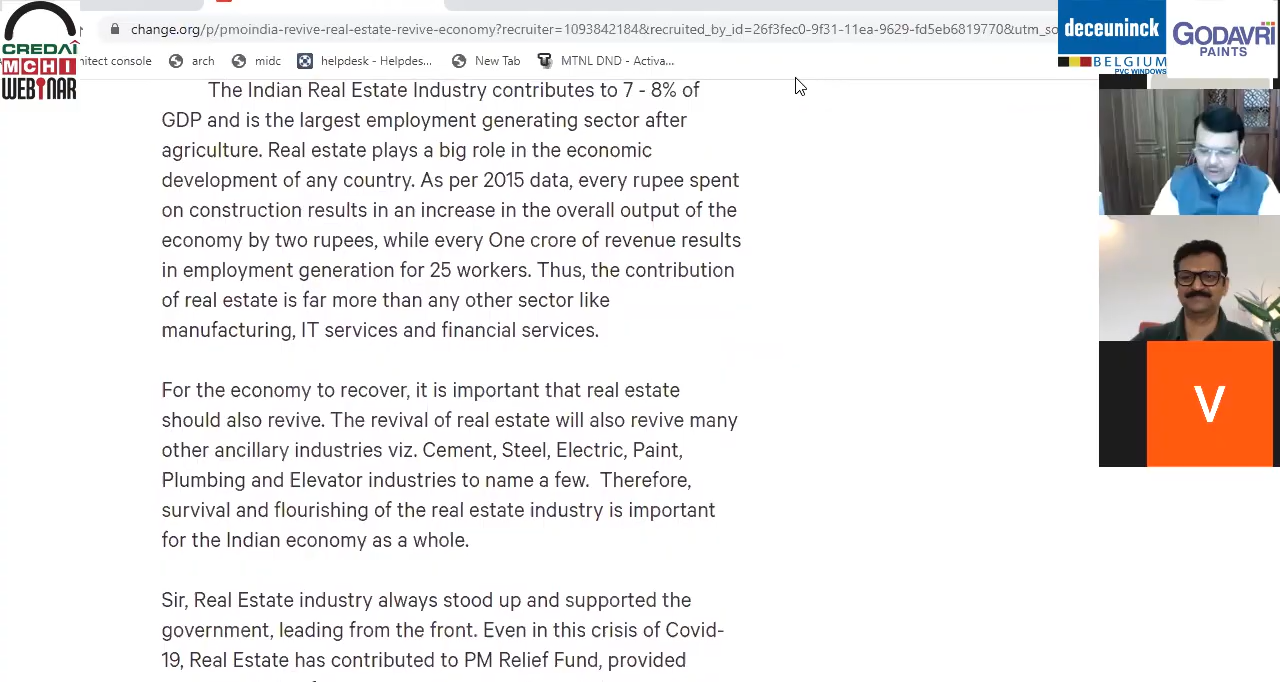 CREDAI
MCHI
WEBINAR
change.org/p/pmoindia-revive-real-estate-revive-economy?recruiter=1093842184&recruited_by_id=26f3fec0-9f31-11ea-9629-fd5eb6819770&utm_so
itect console
arch
midc
helpdesk - Helpdes...
New Tab
MTNL DND - Activa...
deceuninck
BELGIUM
PVC WINDOWS
GODAVRI
PAINTS
The Indian Real Estate Industry contributes to 7 - 8% of
GDP and is the largest employment generating sector after
agriculture. Real estate plays a big role in the economic
development of any country. As per 2015 data, every rupee spent
on construction results in an increase in the overall output of the
economy by two rupees, while every One crore of revenue results
in employment generation for 25 workers. Thus, the contribution
of real estate is far more than any other sector like
manufacturing, IT services and financial services.
For the economy to recover, it is important that real estate
should also revive. The revival of real estate will also revive many
other ancillary industries viz. Cement, Steel, Electric, Paint,
Plumbing and Elevator industries to name a few.  Therefore,
survival and flourishing of the real estate industry is important
for the Indian economy as a whole.
Sir, Real Estate industry always stood up and supported the
government, leading from the front. Even in this crisis of Covid-
19, Real Estate has contributed to PM Relief Fund, provided
V